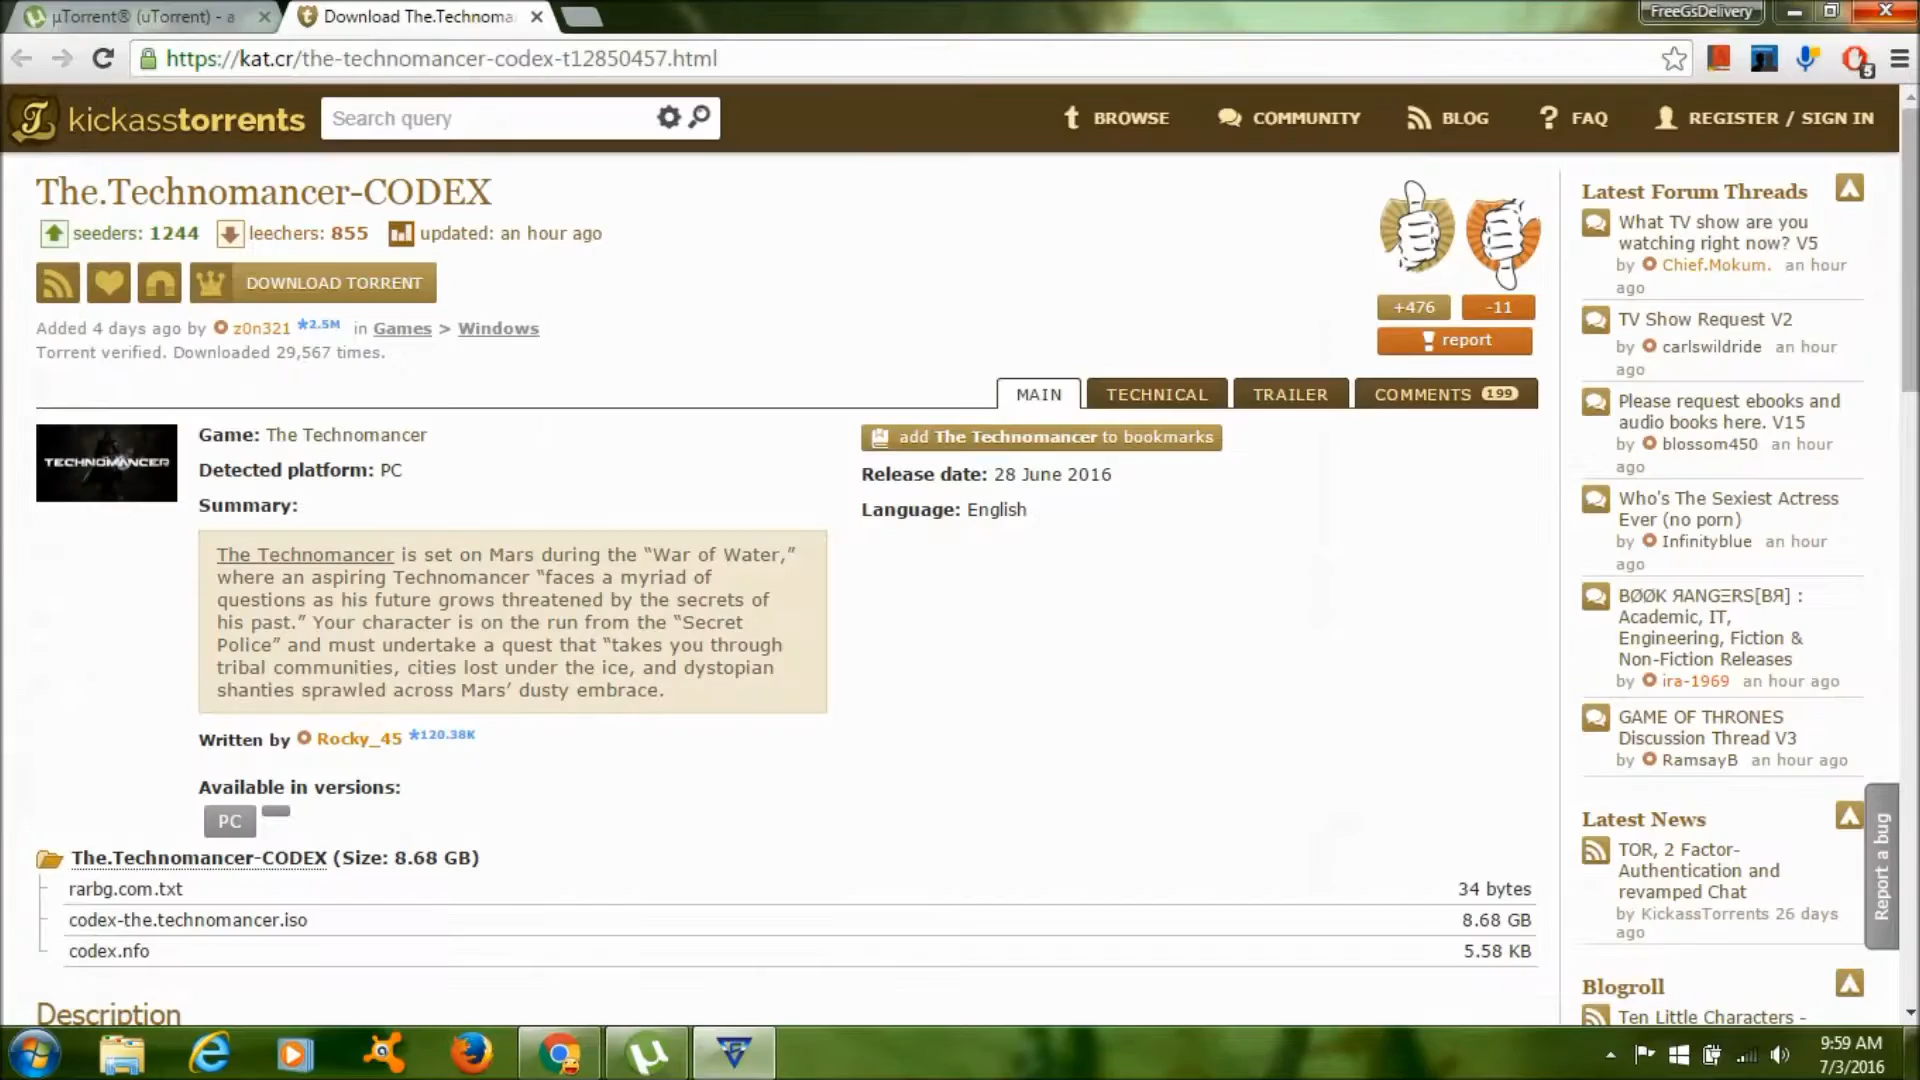 µTorrent® (uTorrent) - a
Download The.Technoma
FreeGsDelivery
https://kat.cr/the-technomancer-codex-t12850457.html
5
kickasstorrents
Search query
BROWSE
COMMUNITY
BLOG
FAQ
REGISTER / SIGN IN
The.Technomancer-CODEX
seeders: 1244 leechers: 855 updated: an hour ago
DOWNLOAD TORRENT
Added 4 days ago by z0n321 *2.5M in Games > Windows
Torrent verified. Downloaded 29,567 times.
+476
-11
report
MAIN
TECHNICAL
TRAILER
COMMENTS 199
TECHNOMANCER
Game: The Technomancer
Detected platform: PC
Summary:
The Technomancer is set on Mars during the “War of Water,”
where an aspiring Technomancer “faces a myriad of
questions as his future grows threatened by the secrets of
his past.” Your character is on the run from the “Secret
Police” and must undertake a quest that “takes you through
tribal communities, cities lost under the ice, and dystopian
shanties sprawled across Mars’ dusty embrace.
Written by Rocky_45 *120.38K
Available in versions:
PC
add The Technomancer to bookmarks
Release date: 28 June 2016
Language: English
The.Technomancer-CODEX (Size: 8.68 GB)
rarbg.com.txt 34 bytes
codex-the.technomancer.iso 8.68 GB
codex.nfo 5.58 KB
Description
Latest Forum Threads
What TV show are you
watching right now? V5
by Chief.Mokum. an hour
ago
TV Show Request V2
by carlswildride an hour
ago
Please request ebooks and
audio books here. V15
by blossom450 an hour
ago
Who's The Sexiest Actress
Ever (no porn)
by Infinityblue an hour
ago
BØØK ЯANGΞRS[BЯ] :
Academic, IT,
Engineering, Fiction &
Non-Fiction Releases
by ira-1969 an hour ago
GAME OF THRONES
Discussion Thread V3
by RamsayB an hour ago
Latest News
TOR, 2 Factor-
Authentication and
revamped Chat
by KickassTorrents 26 days
ago
Blogroll
Ten Little Characters -
Report a bug
9:59 AM
7/3/2016